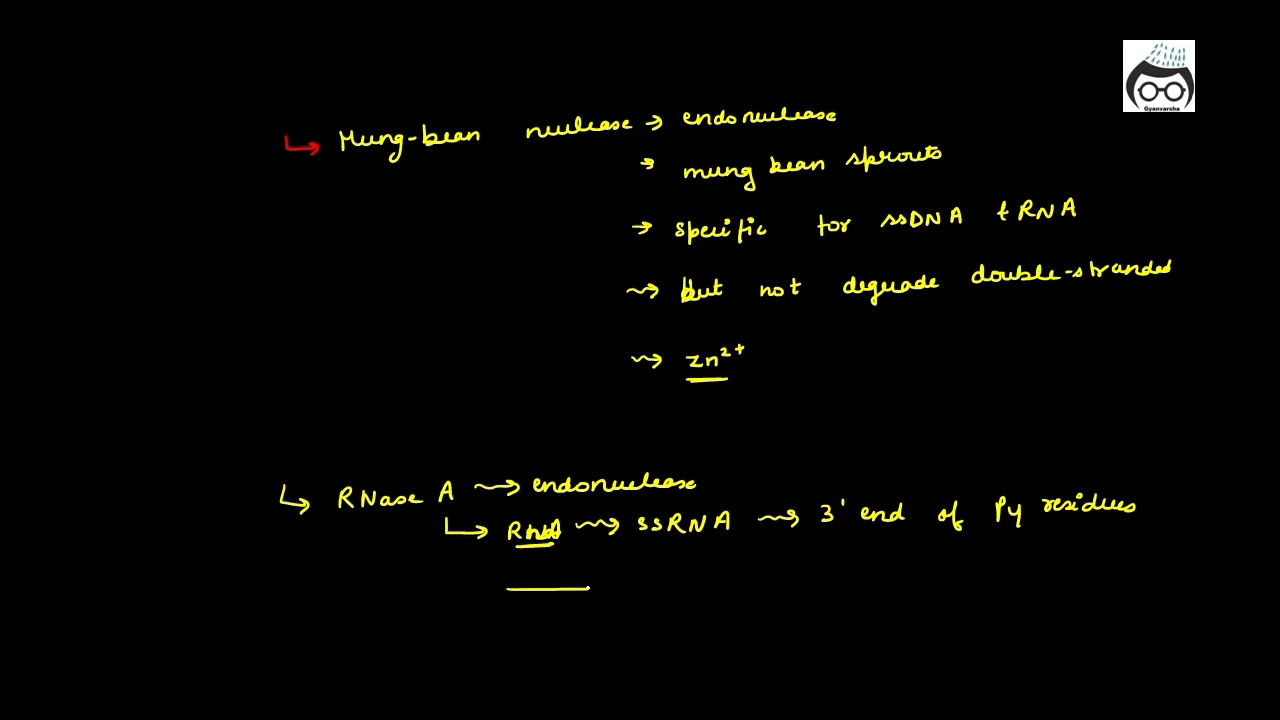 Gyanvarsha
↳ Mung-bean nuclease → endonuclease
→ mung bean sprouts
→ specific for ssDNA & RNA
⇝ but not degrade double-stranded
⇝ Zn²⁺
↳ RNase A ⇝ endonuclease
↳ RNA ⇝ ssRNA ⇝ 3' end of Py residues